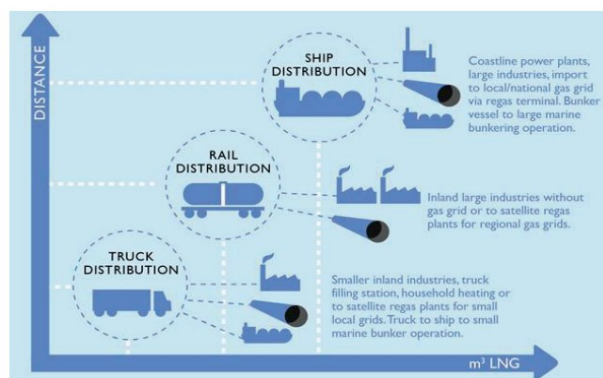 DISTANCE
SHIP
DISTRIBUTION
Coastline power plants,
large industries, import
to local/national gas grid
via regas terminal. Bunker
vessel to large marine
bunkering operation.
RAIL
DISTRIBUTION
Inland large industries without
gas grid or to satellite regas
plants for regional gas grids.
TRUCK
DISTRIBUTION
Smaller inland industries, truck
filling station, household heating or
to satellite regas plants for small
local grids. Truck to ship to small
marine bunker operation.
m³ LNG